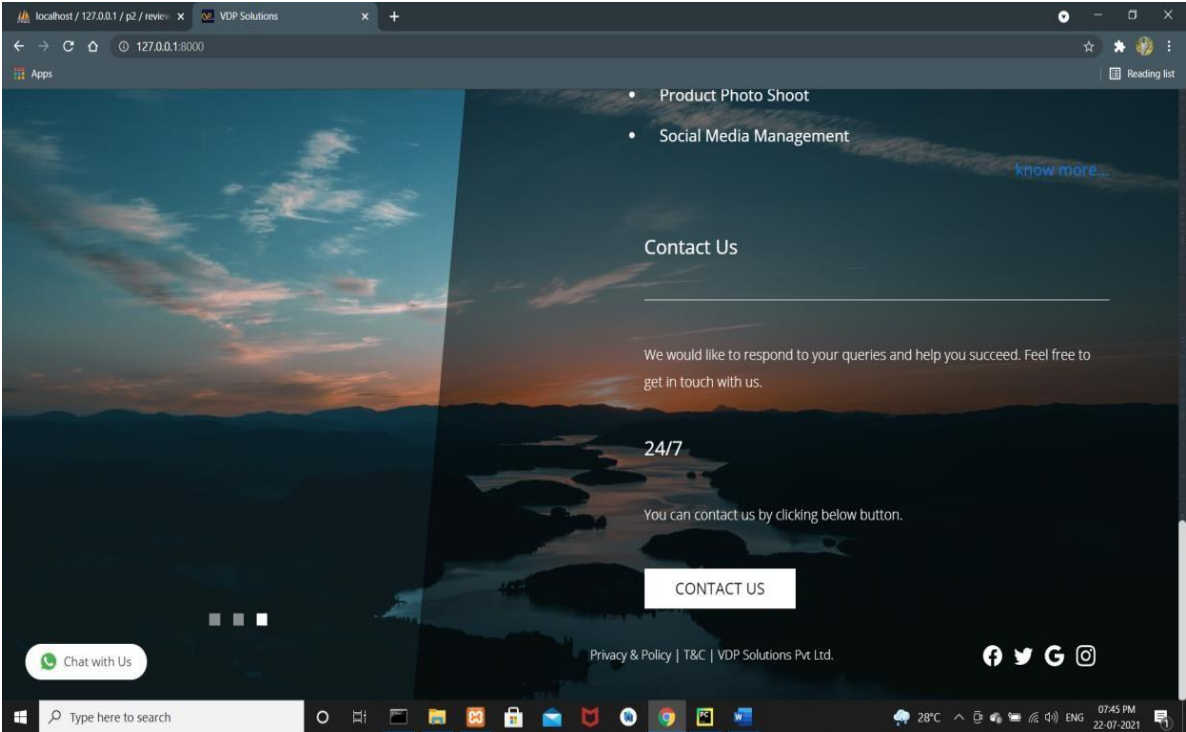 localhost / 127.0.0.1 / p2 / review
VDP Solutions
127.0.0.1:8000
Apps
Reading list
Product Photo Shoot
Social Media Management
know more...
Contact Us
We would like to respond to your queries and help you succeed. Feel free to
get in touch with us.
24/7
You can contact us by clicking below button.
CONTACT US
Chat with Us
Privacy & Policy | T&C | VDP Solutions Pvt Ltd.
Type here to search
28°C
ENG
07:45 PM
22-07-2021